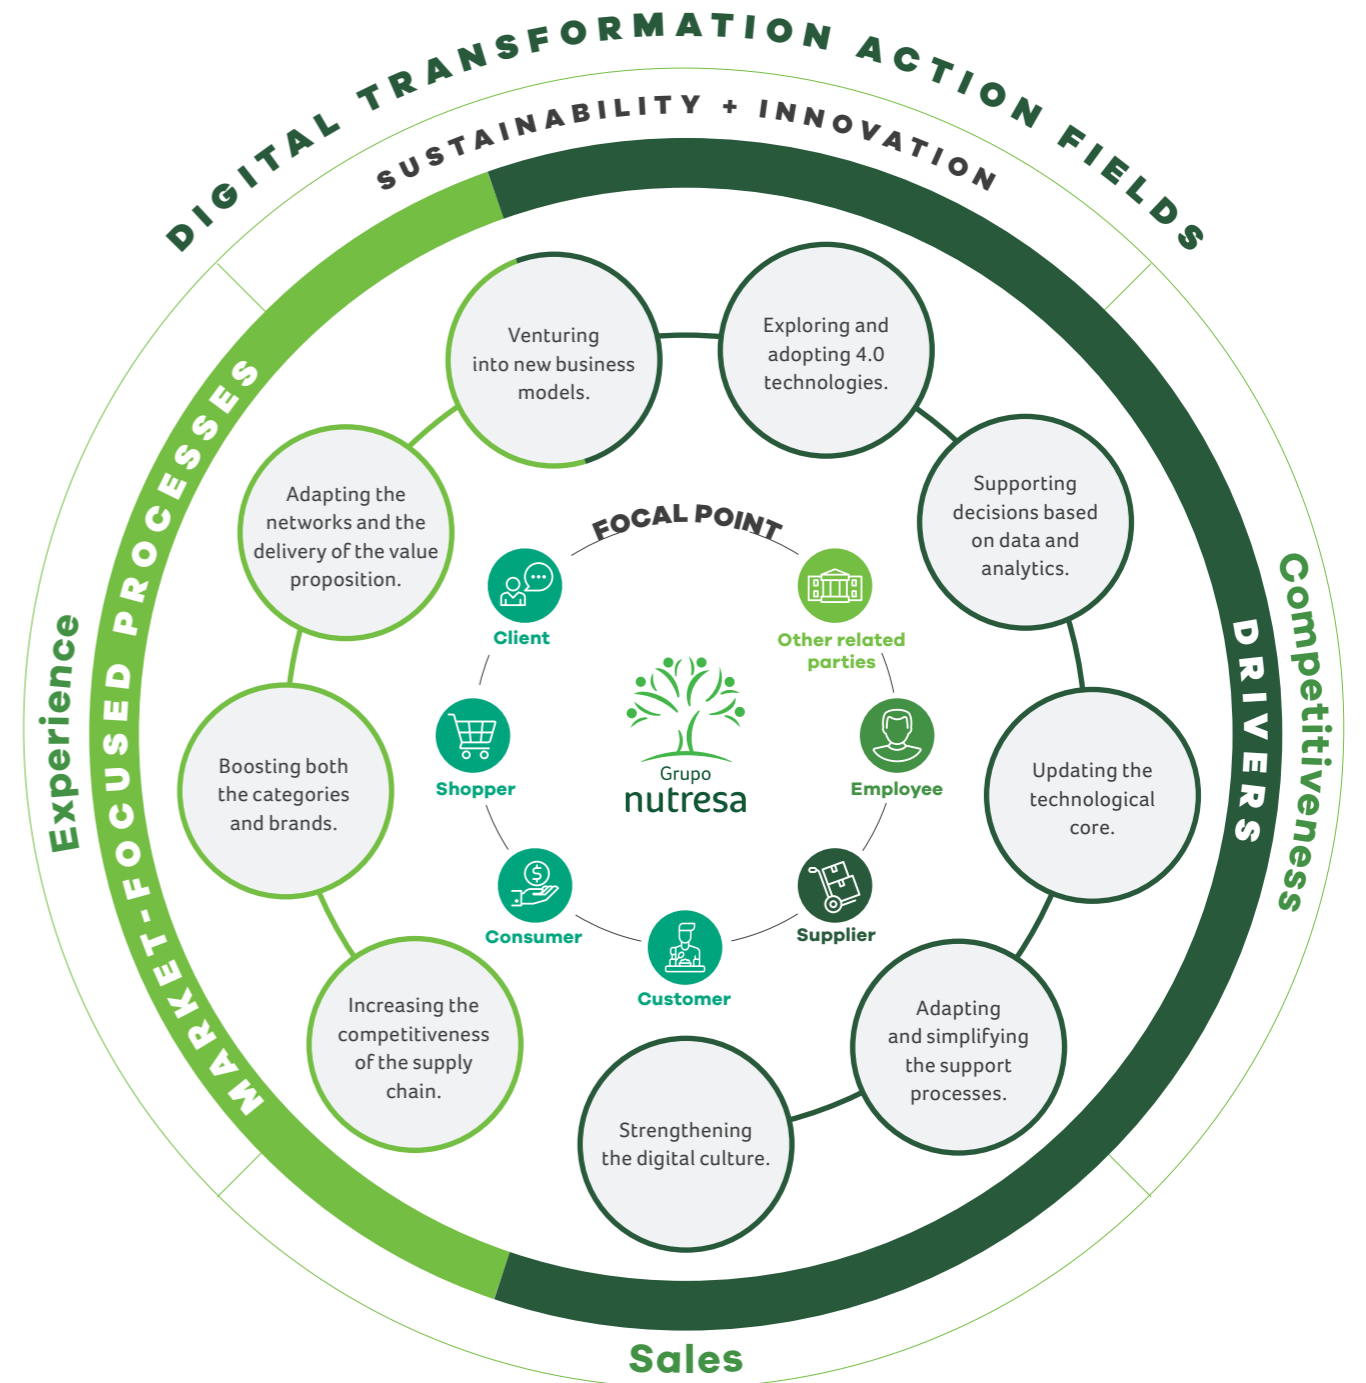 DIGITAL TRANSFORMATION ACTION FIELDS
SUSTAINABILITY + INNOVATION
MARKET-FOCUSED PROCESSES
DRIVERS
Experience
Competitiveness
Sales
Venturing
into new business
models.
Exploring and
adopting 4.0
technologies.
Adapting the
networks and the
delivery of the value
proposition.
Supporting
decisions based
on data and
analytics.
Boosting both
the categories
and brands.
Updating the
technological
core.
Increasing the
competitiveness
of the supply
chain.
Adapting
and simplifying
the support
processes.
Strengthening
the digital culture.
FOCAL POINT
Client
Other related
parties
Shopper
Employee
Consumer
Supplier
Customer
Grupo
nutresa